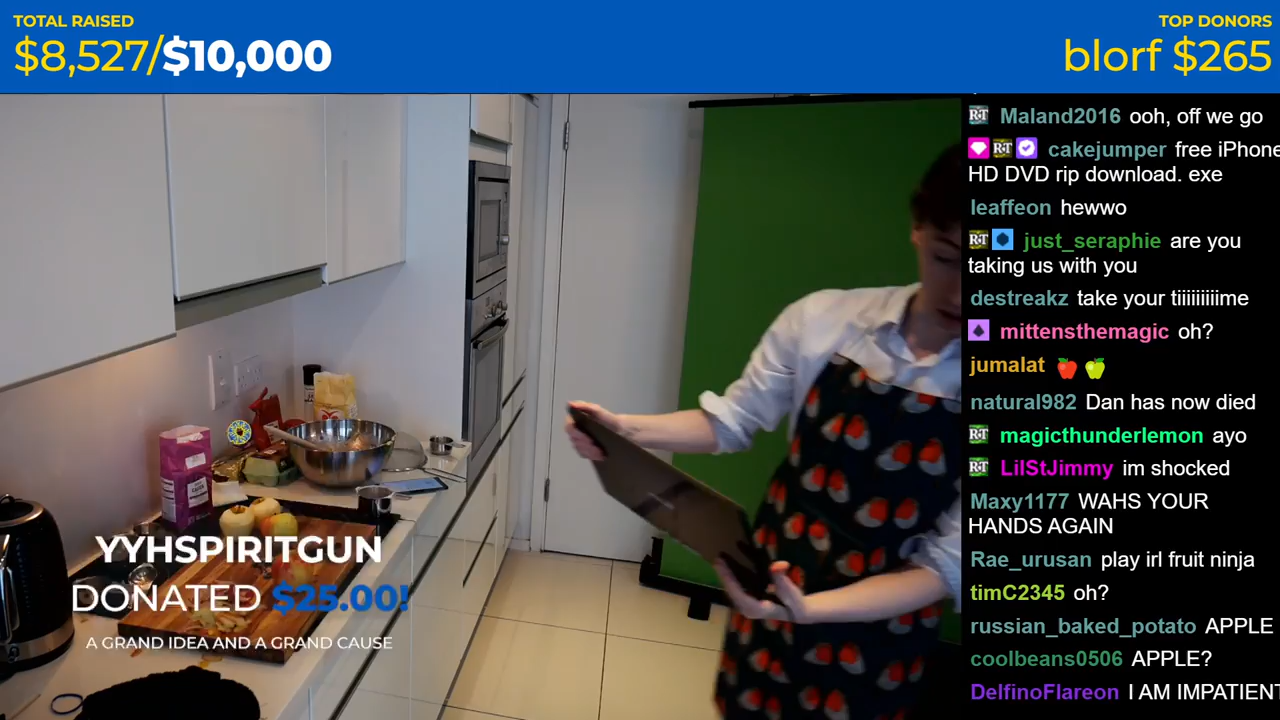 TOTAL RAISED
$8,527/$10,000
TOP DONORS
blorf $265
Maland2016 ooh, off we go
cakejumper free iPhone
HD DVD rip download. exe
leaffeon hewwo
just_seraphie are you
taking us with you
destreakz take your tiiiiiiiiime
mittensthemagic oh?
jumalat 🍎 🍏
natural982 Dan has now died
magicthunderlemon ayo
LilStJimmy im shocked
Maxy1177 WAHS YOUR
HANDS AGAIN
Rae_urusan play irl fruit ninja
timC2345 oh?
russian_baked_potato APPLE
coolbeans0506 APPLE?
DelfinoFlareon I AM IMPATIENT
YYHSPIRITGUN
DONATED $25.00!
A GRAND IDEA AND A GRAND CAUSE